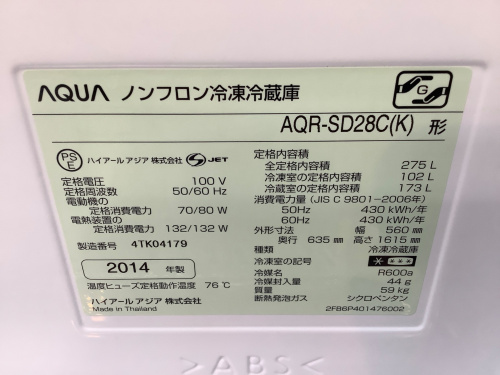 AQUA ノンフロン冷凍冷蔵庫
G
AQR-SD28C(K) 形
PS E ハイアール アジア 株式会社 S JET
定格電圧 100 V
定格周波数 50/60 Hz
電動機の
定格消費電力 70/80 W
電熱装置の
定格消費電力 132/132 W
製造番号 4TK04179
2014 年製
温度ヒューズ定格動作温度 76℃
ハイアール アジア 株式会社
Made in Thailand
定格内容積
全定格内容積 275 L
冷凍室の定格内容積 102 L
冷蔵室の定格内容積 173 L
消費電力量 (JIS C 9801-2006年)
50Hz 430 kWh/年
60Hz 430 kWh/年
外形寸法 幅 560 mm
奥行 635 mm 高さ 1615 mm
種類 冷凍冷蔵庫
冷凍室の記号 * ***
冷媒名 R600a
冷媒封入量 44 g
質量 59 kg
断熱発泡ガス シクロペンタン
2FB6P401476002
>ABS<